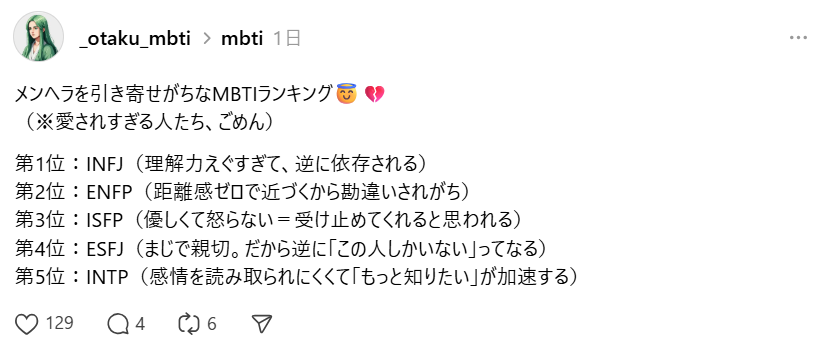 _otaku_mbti > mbti 1日
メンヘラを引き寄せがちなMBTIランキング😇 💔
（※愛されすぎる人たち、ごめん）
第1位：INFJ（理解力えぐすぎて、逆に依存される）
第2位：ENFP（距離感ゼロで近づくから勘違いされがち）
第3位：ISFP（優しくて怒らない＝受け止めてくれると思われる）
第4位：ESFJ（まじで親切。だから逆に「この人しかいない」ってなる）
第5位：INTP（感情を読み取られにくくて「もっと知りたい」が加速する）
129 4 6